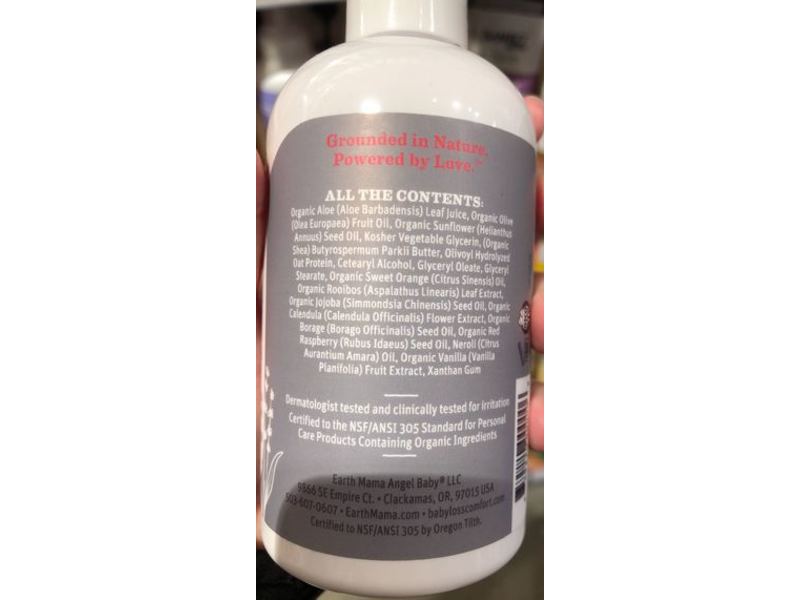 Grounded in Nature.
Powered by Love.™
ALL THE CONTENTS:
Organic Aloe (Aloe Barbadensis) Leaf Juice, Organic Olive
(Olea Europaea) Fruit Oil, Organic Sunflower (Helianthus
Annuus) Seed Oil, Kosher Vegetable Glycerin, (Organic
Shea) Butyrospermum Parkii Butter, Olivoyl Hydrolyzed
Oat Protein, Cetearyl Alcohol, Glyceryl Oleate, Glyceryl
Stearate, Organic Sweet Orange (Citrus Sinensis) Oil,
Organic Rooibos (Aspalathus Linearis) Leaf Extract,
Organic Jojoba (Simmondsia Chinensis) Seed Oil, Organic
Calendula (Calendula Officinalis) Flower Extract, Organic
Borage (Borago Officinalis) Seed Oil, Organic Red
Raspberry (Rubus Idaeus) Seed Oil, Neroli (Citrus
Aurantium Amara) Oil, Organic Vanilla (Vanilla
Planifolia) Fruit Extract, Xanthan Gum
Dermatologist tested and clinically tested for Irritation
Certified to the NSF/ANSI 305 Standard for Personal
Care Products Containing Organic Ingredients
Earth Mama Angel Baby® LLC
9866 SE Empire Ct. • Clackamas, OR, 97015 USA
503-607-0607 • EarthMama.com • babylosscomfort.com
Certified to NSF/ANSI 305 by Oregon Tilth.